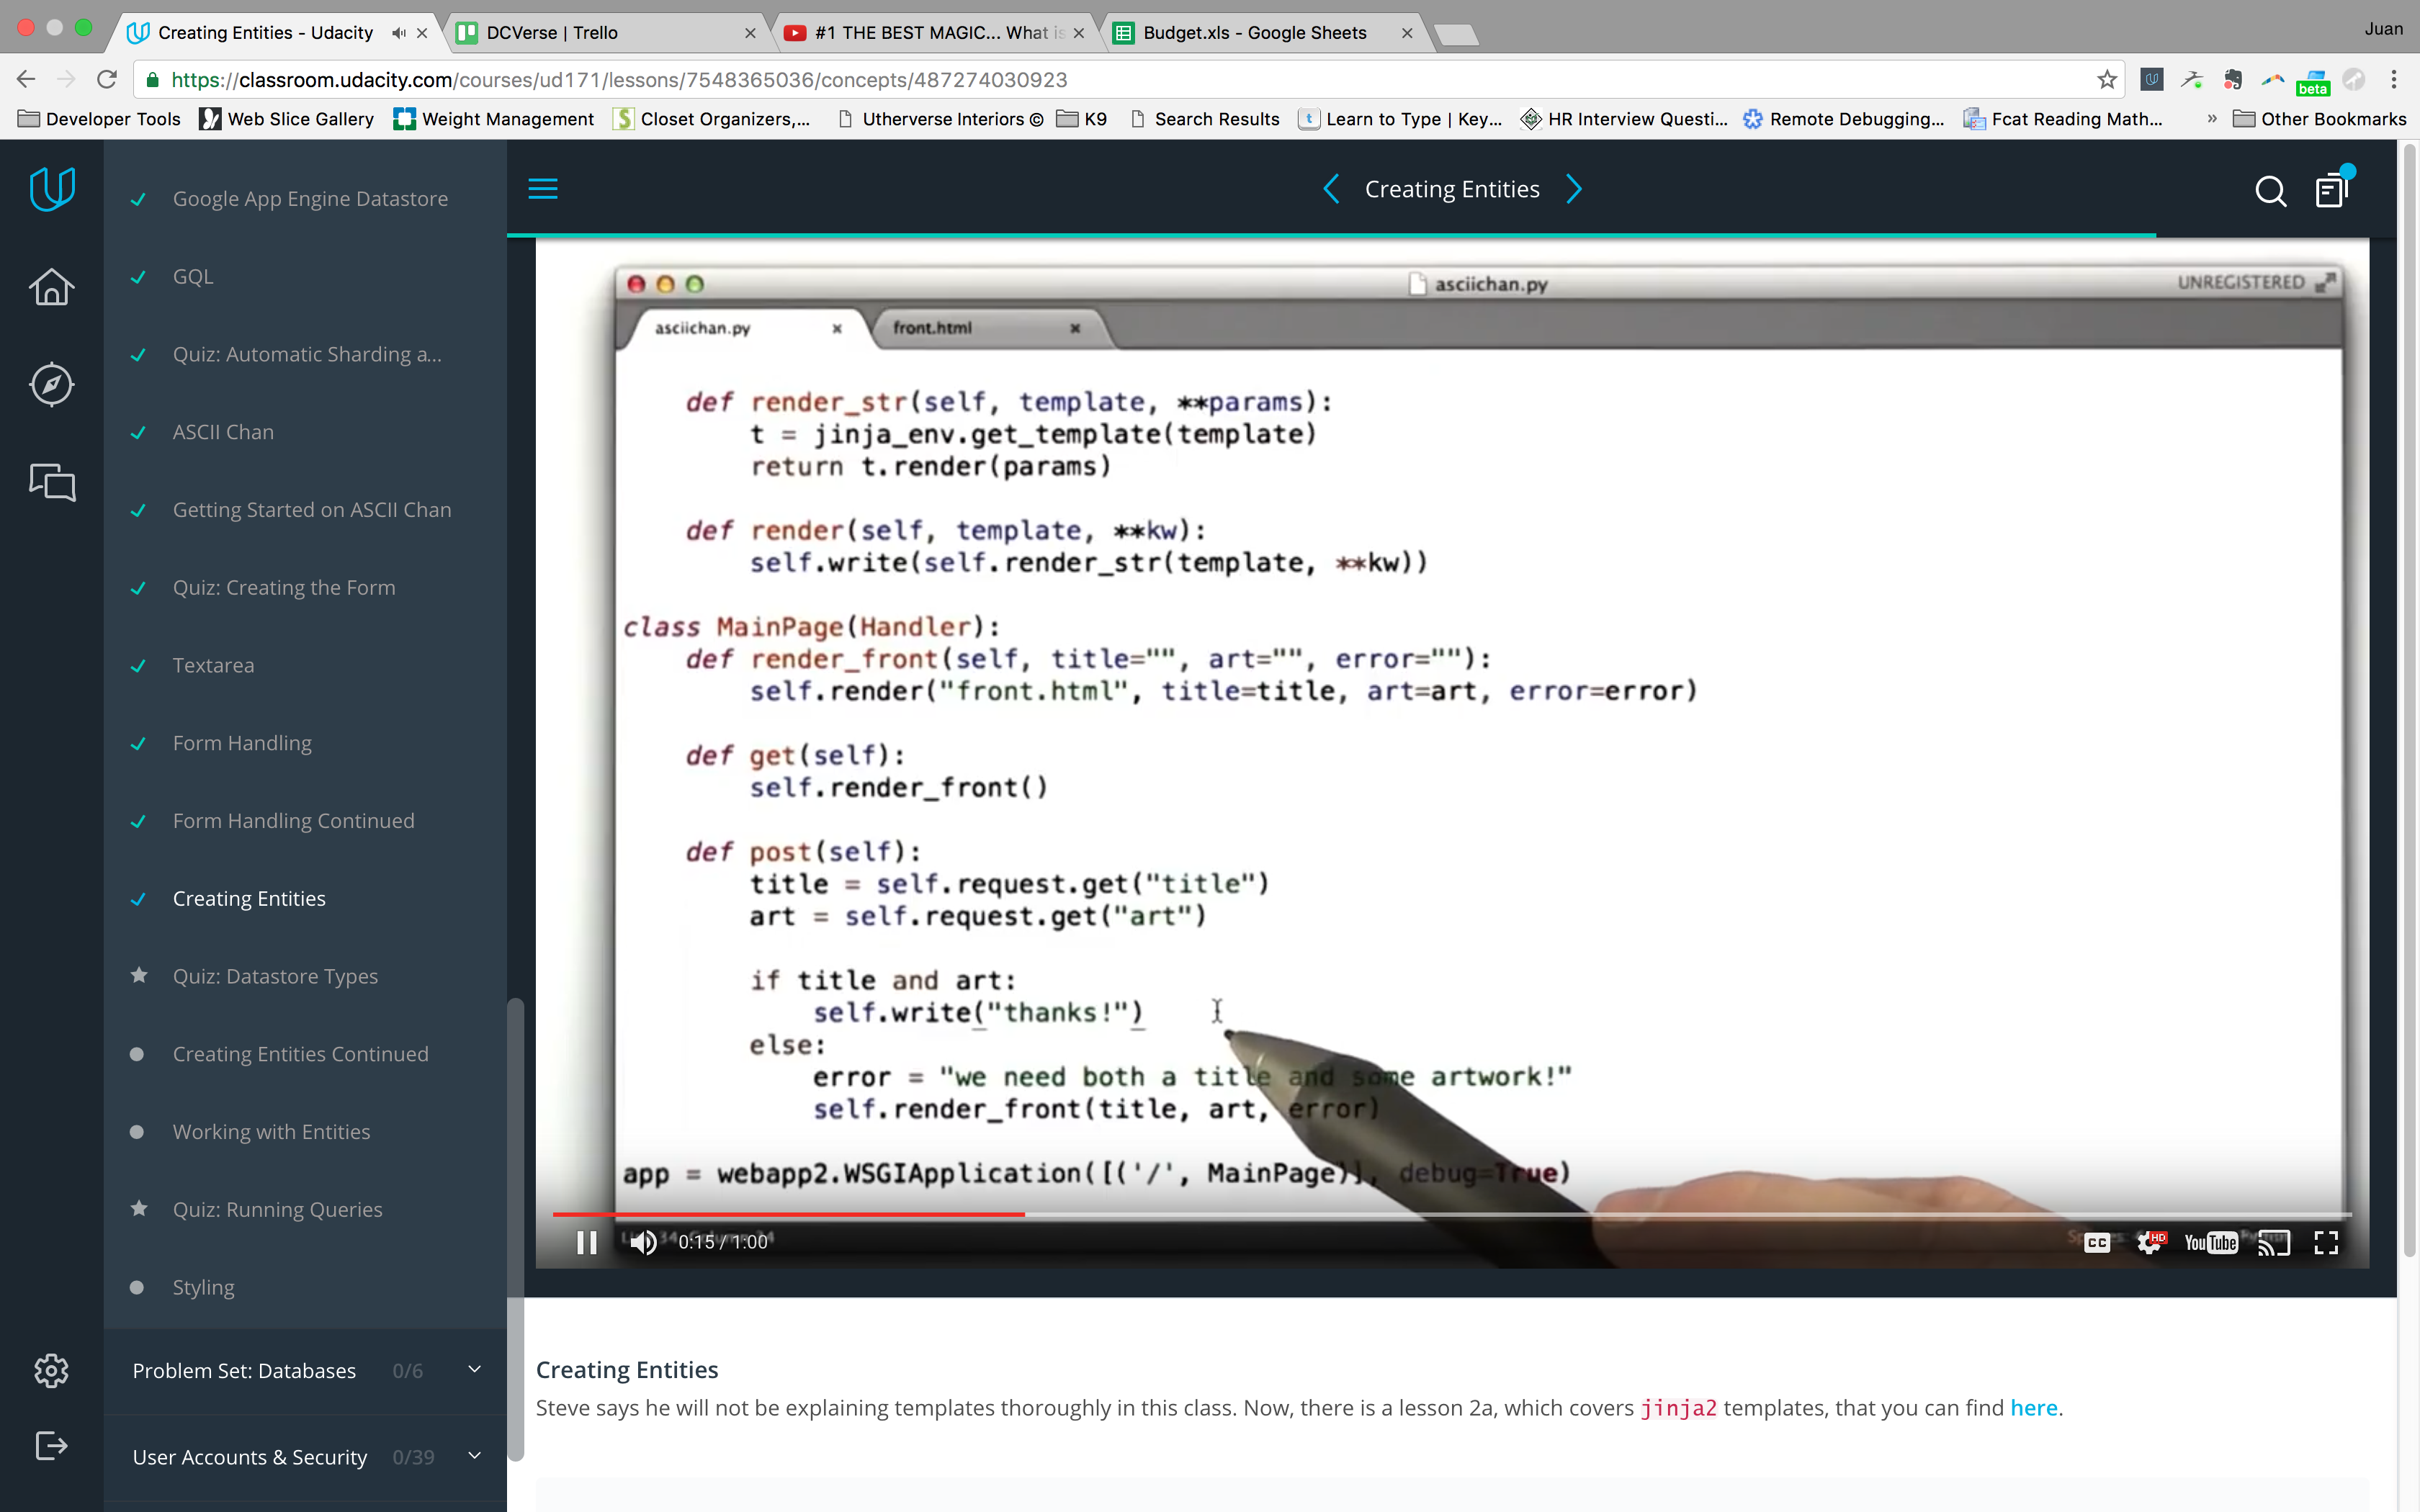 Creating Entities - Udacity
DCVerse | Trello
#1 THE BEST MAGIC... What is
Budget.xls - Google Sheets
Juan
https://classroom.udacity.com/courses/ud171/lessons/7548365036/concepts/487274030923
beta
Developer Tools
Web Slice Gallery
Weight Management
Closet Organizers,...
Utherverse Interiors ©
K9
Search Results
Learn to Type | Key...
HR Interview Questi...
Remote Debugging...
Fcat Reading Math...
»
Other Bookmarks
Google App Engine Datastore
GQL
Quiz: Automatic Sharding a...
ASCII Chan
Getting Started on ASCII Chan
Quiz: Creating the Form
Textarea
Form Handling
Form Handling Continued
Creating Entities
Quiz: Datastore Types
Creating Entities Continued
Working with Entities
Quiz: Running Queries
Styling
Problem Set: Databases 0/6
User Accounts & Security 0/39
Creating Entities
asciichan.py
UNREGISTERED
asciichan.py
front.html
def render_str(self, template, **params):
t = jinja_env.get_template(template)
return t.render(params)
def render(self, template, **kw):
self.write(self.render_str(template, **kw))
class MainPage(Handler):
def render_front(self, title="", art="", error=""):
self.render("front.html", title=title, art=art, error=error)
def get(self):
self.render_front()
def post(self):
title = self.request.get("title")
art = self.request.get("art")
if title and art:
self.write("thanks!")
else:
error = "we need both a title and some artwork!"
self.render_front(title, art, error)
app = webapp2.WSGIApplication([('/', MainPage)], debug=True)
0:15 / 1:00
CC
HD
YouTube
Creating Entities
Steve says he will not be explaining templates thoroughly in this class. Now, there is a lesson 2a, which covers jinja2 templates, that you can find here.